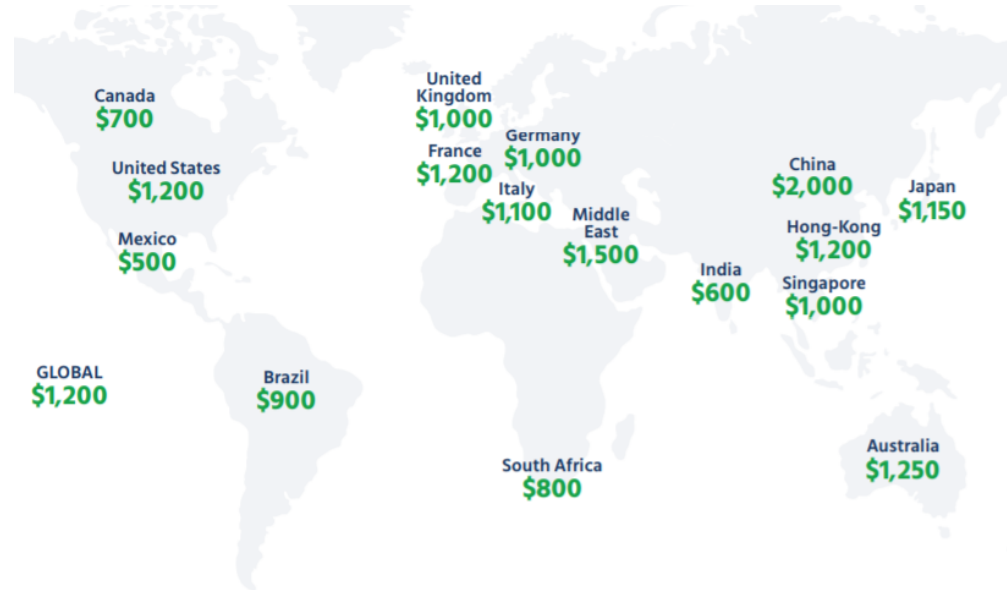 Canada
$700
United States
$1,200
Mexico
$500
GLOBAL
$1,200
Brazil
$900
United
Kingdom
$1,000
France
$1,200
Germany
$1,000
Italy
$1,100
Middle
East
$1,500
South Africa
$800
India
$600
China
$2,000
Hong-Kong
$1,200
Singapore
$1,000
Japan
$1,150
Australia
$1,250